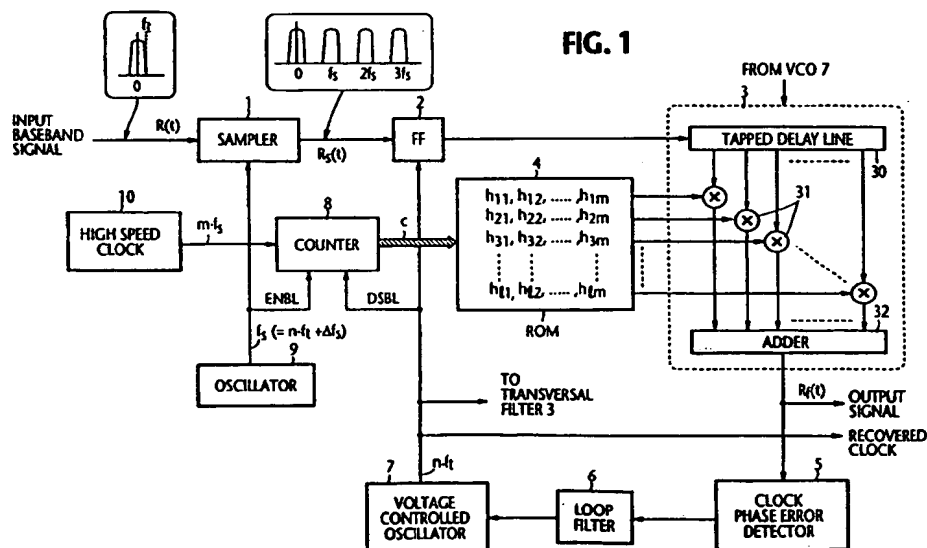 FIG. 1
fₜ
0
0 fₛ 2fₛ 3fₛ
FROM VCO 7
INPUT
BASEBAND
SIGNAL
R(t)
1
SAMPLER
Rₛ(t)
2
FF
3
TAPPED DELAY LINE
30
31
10
HIGH SPEED
CLOCK
m·fₛ
8
COUNTER
c
4
h₁₁, h₁₂, ....., h₁ₘ
h₂₁, h₂₂, ....., h₂ₘ
h₃₁, h₃₂, ....., h₃ₘ
hℓ₁, hℓ₂, ....., hℓₘ
ROM
ENBL
DSBL
32
ADDER
fₛ (= n·fₜ + Δfₛ)
9
OSCILLATOR
TO
TRANSVERSAL
FILTER 3
R_f(t)
OUTPUT
SIGNAL
RECOVERED
CLOCK
n·fₜ
7
VOLTAGE
CONTROLLED
OSCILLATOR
6
LOOP
FILTER
5
CLOCK
PHASE ERROR
DETECTOR